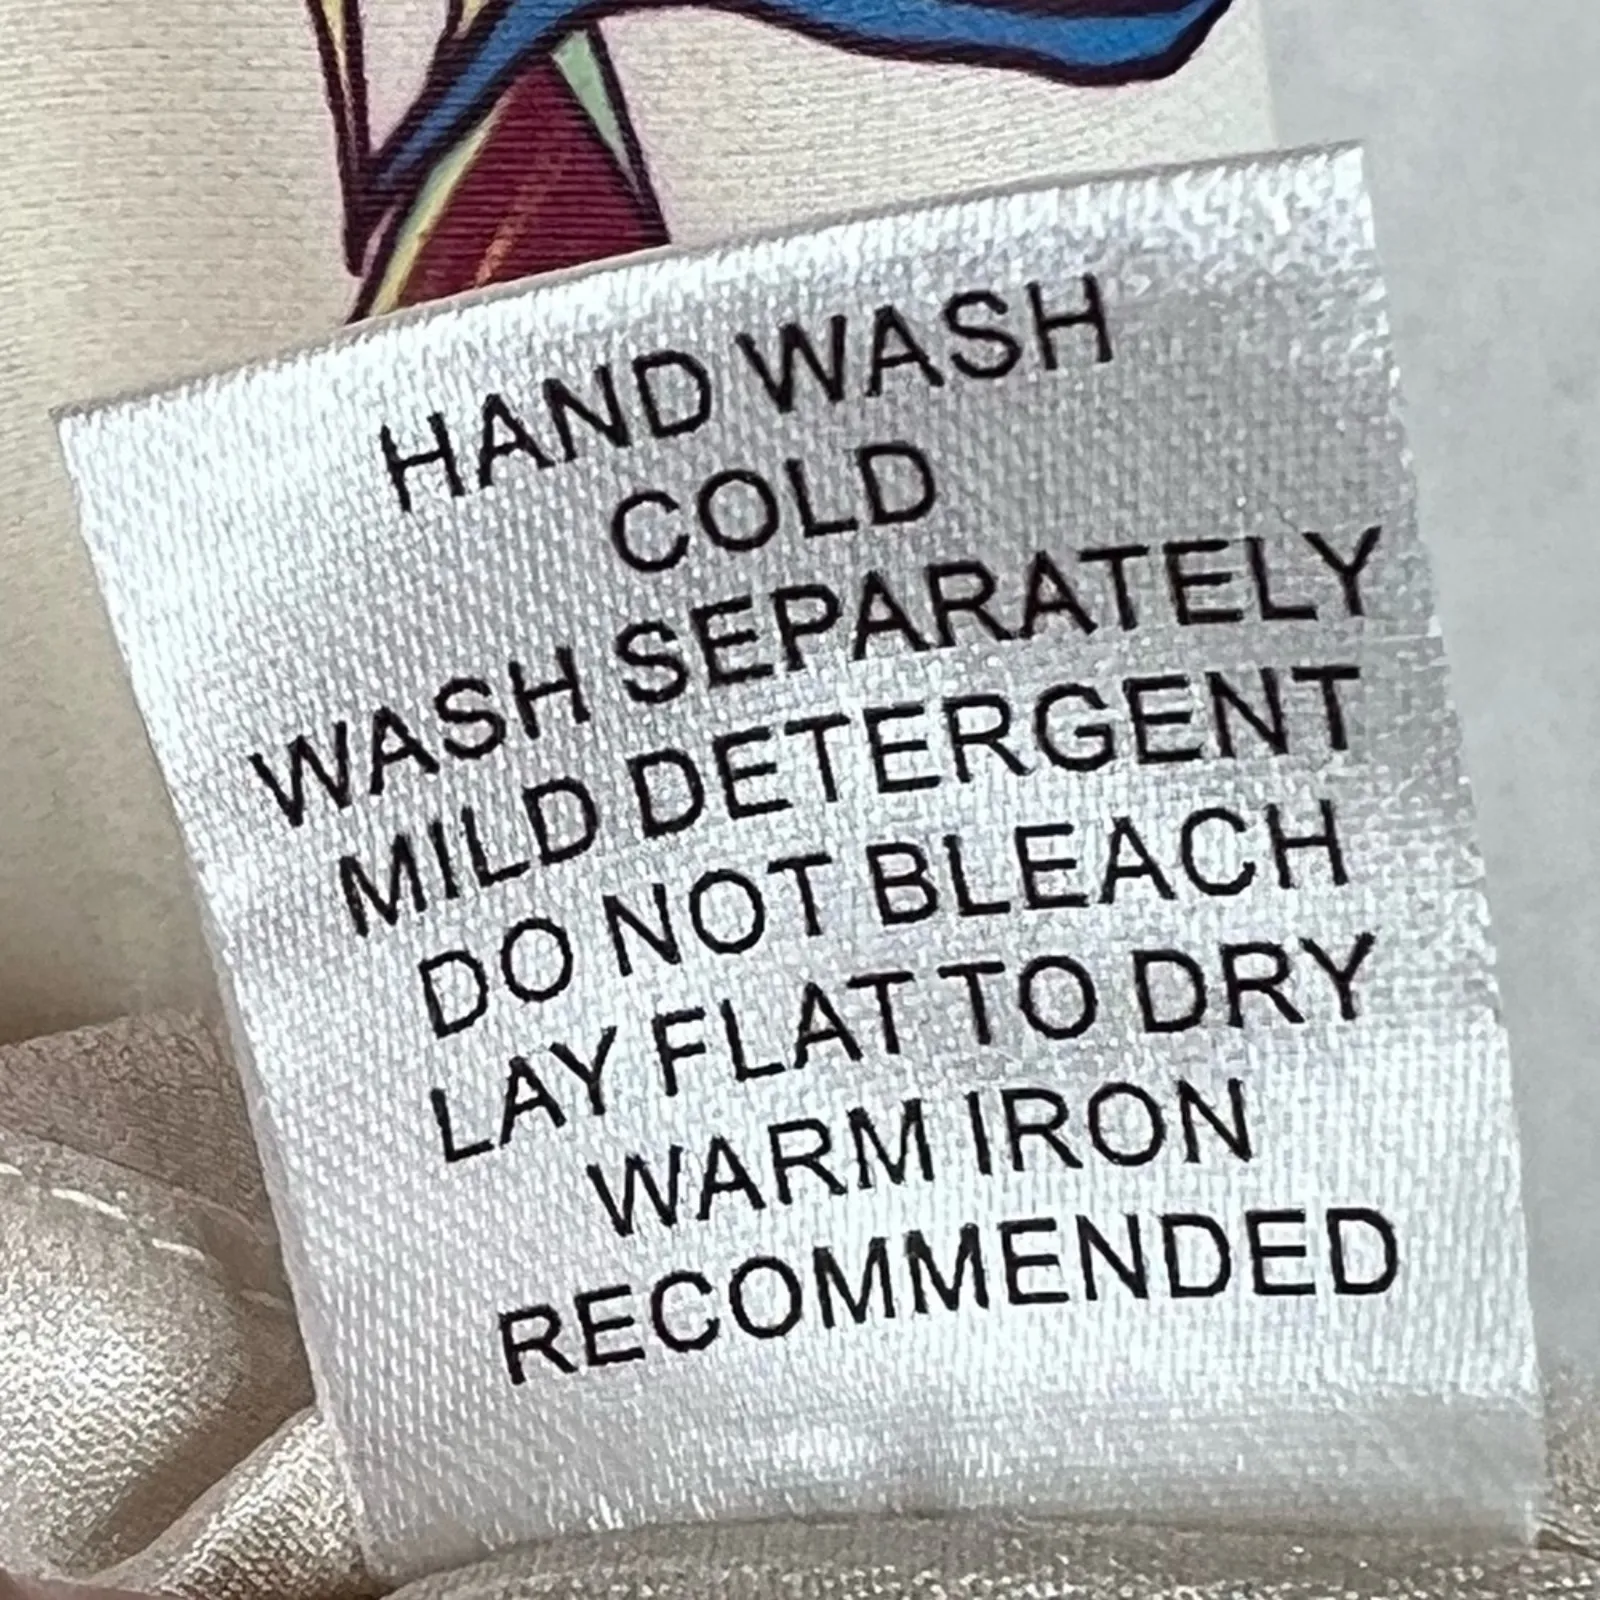 HAND WASH
COLD
WASH SEPARATELY
MILD DETERGENT
DO NOT BLEACH
LAY FLAT TO DRY
WARM IRON
RECOMMENDED